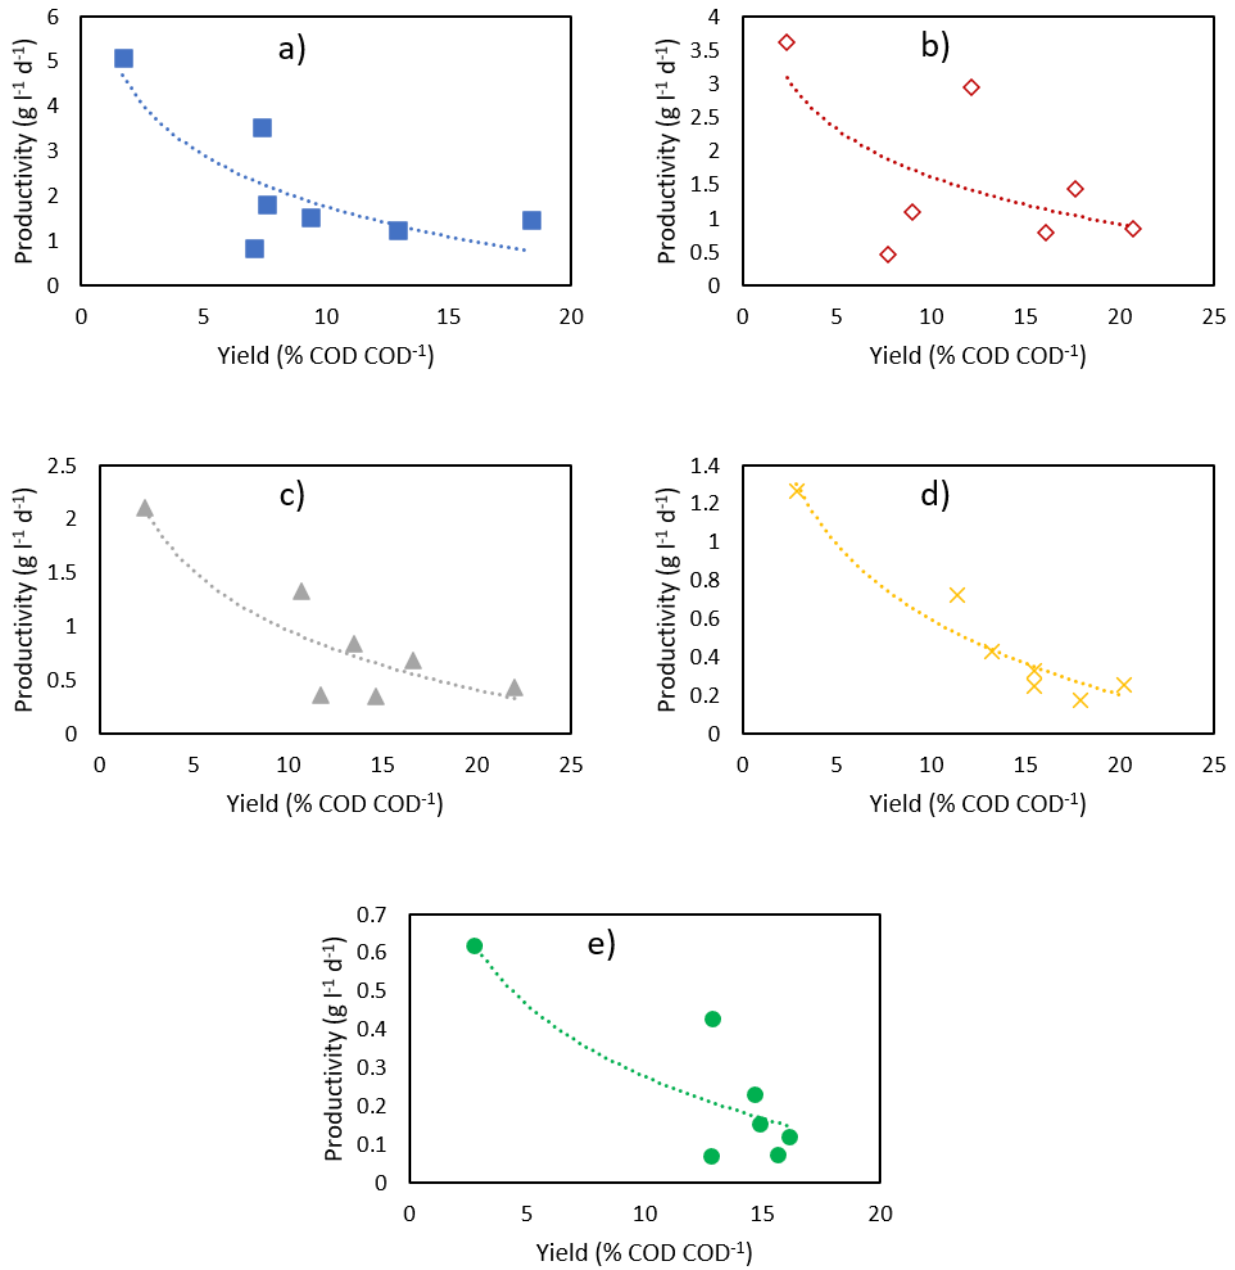 a)
Productivity (g l-1 d-1)
6
5
4
3
2
1
0
0 5 10 15 20
Yield (% COD COD-1)
b)
Productivity (g l-1 d-1)
4
3.5
3
2.5
2
1.5
1
0.5
0
0 5 10 15 20 25
Yield (% COD COD-1)
c)
Productivity (g l-1 d-1)
2.5
2
1.5
1
0.5
0
0 5 10 15 20 25
Yield (% COD COD-1)
d)
Productivity (g l-1 d-1)
1.4
1.2
1
0.8
0.6
0.4
0.2
0
0 5 10 15 20 25
Yield (% COD COD-1)
e)
Productivity (g l-1 d-1)
0.7
0.6
0.5
0.4
0.3
0.2
0.1
0
0 5 10 15 20
Yield (% COD COD-1)